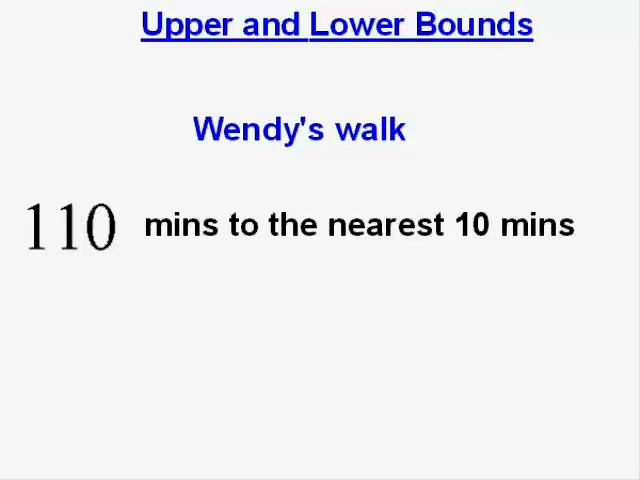 Upper and Lower Bounds
Wendy's walk
110 mins to the nearest 10 mins